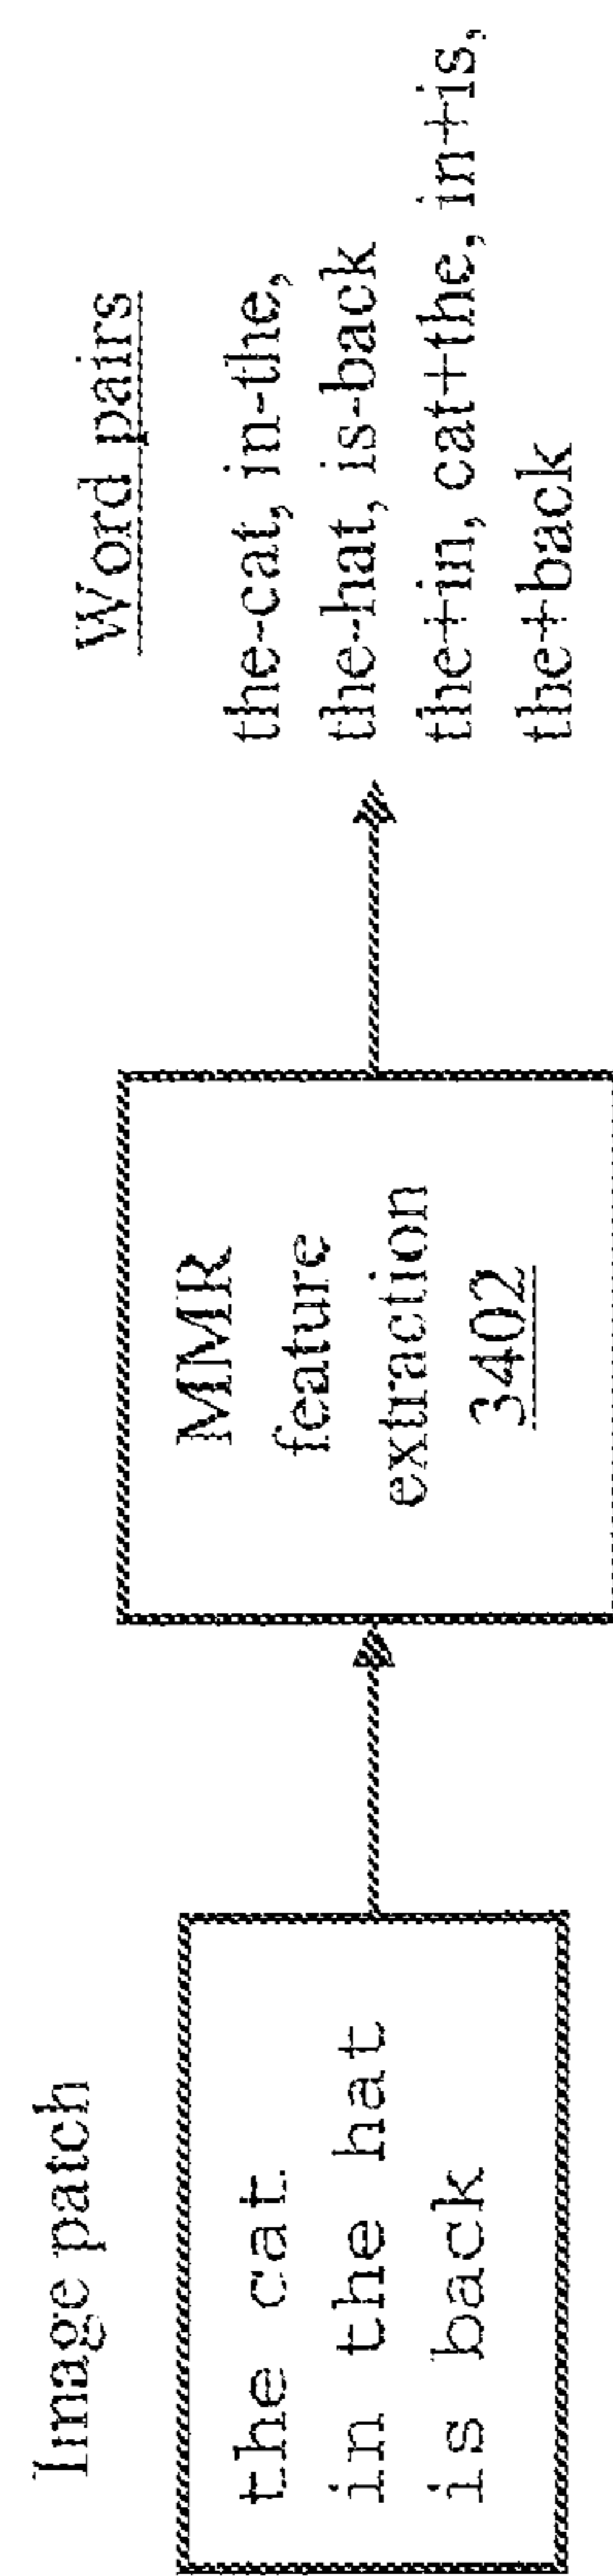 Image patch
the cat
in the hat
is back
MMR
feature
extraction
3402
Word pairs
the-cat, in-the,
the-hat, is-back
the+in, cat+the, in+is,
the+back